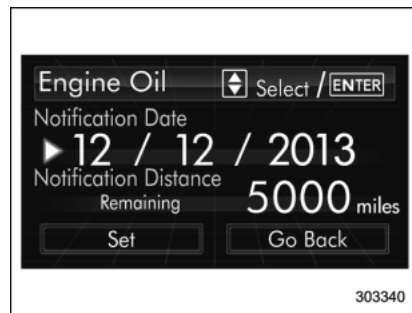 Engine Oil Select / ENTER
Notification Date
12 / 12 / 2013
Notification Distance
Remaining 5000 miles
Set Go Back
303340